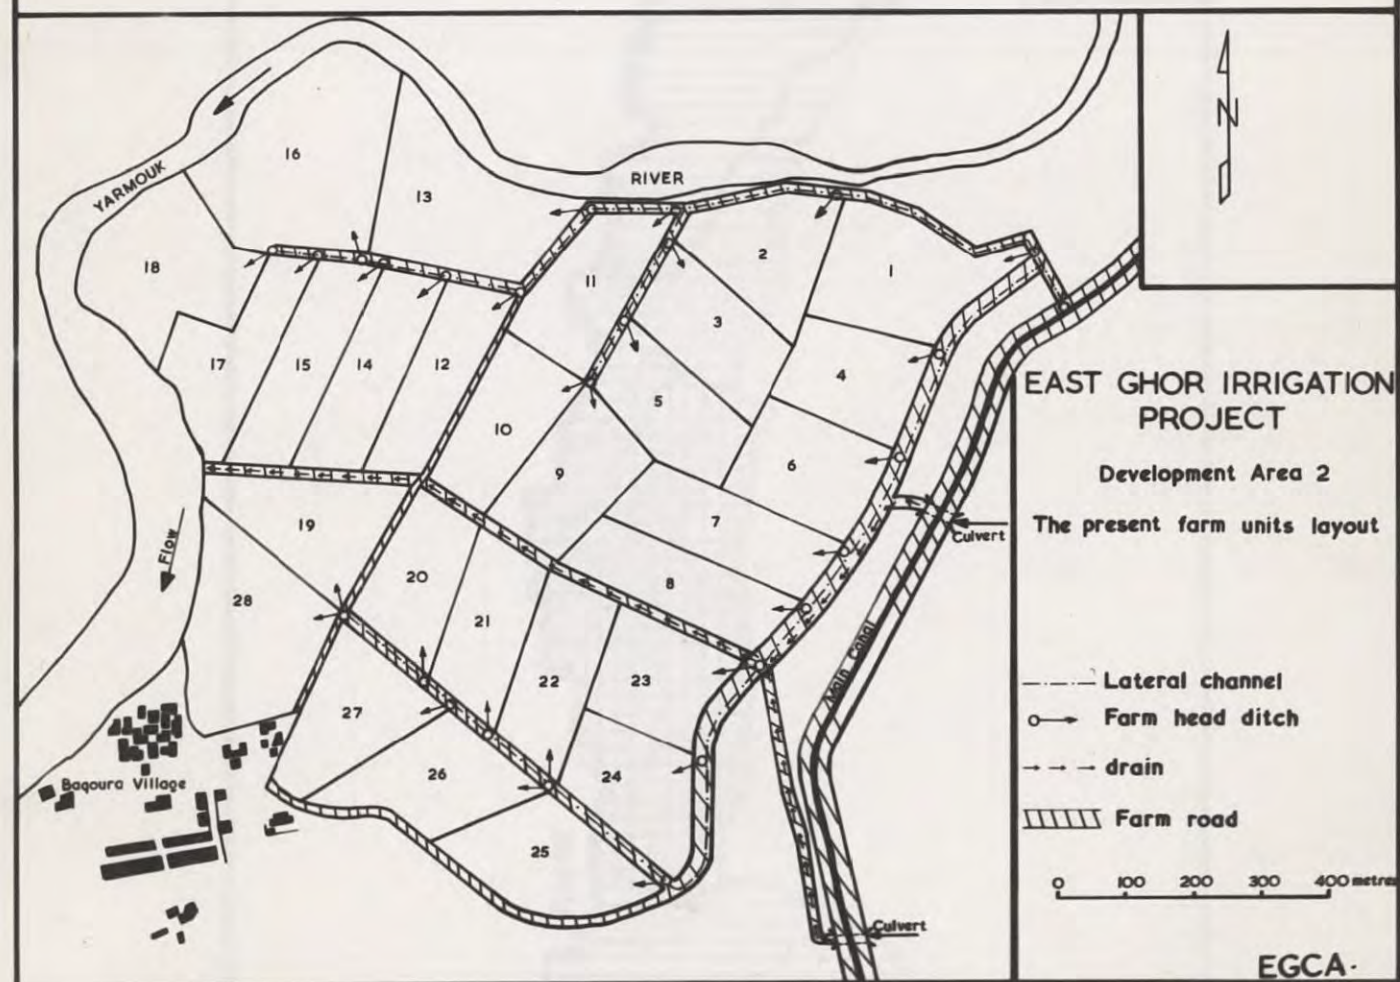 N
16
YARMOUK
RIVER
13
18
2
1
11
3
17
15
14
12
4
5
10
6
9
7
19
8
20
28
21
22
23
27
26
24
25
Flow
Main Canal
Culvert
Culvert
Baqoura Village
EAST GHOR IRRIGATION
PROJECT
Development Area 2
The present farm units layout
Lateral channel
Farm head ditch
drain
Farm road
0 100 200 300 400 metres
EGCA.